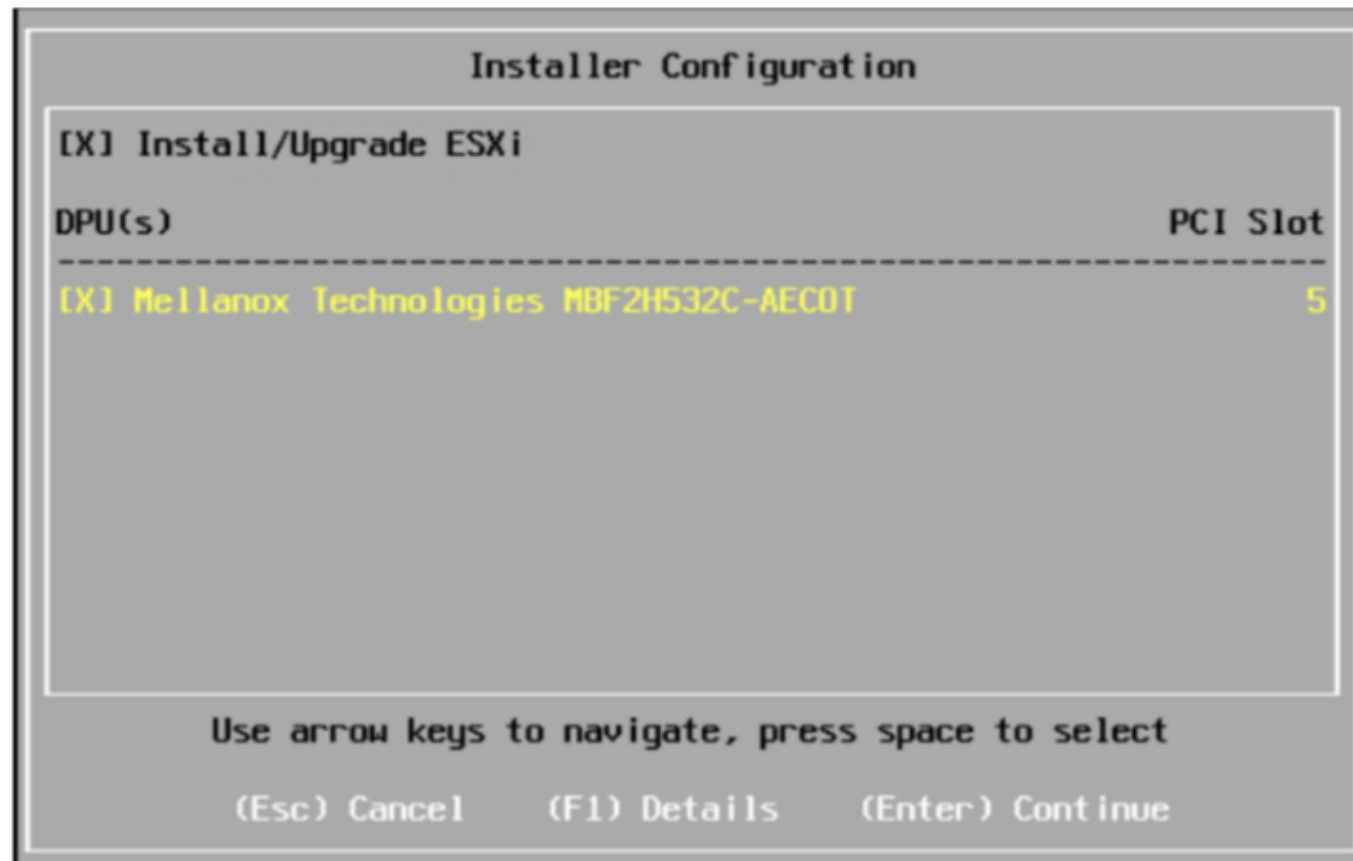 Installer Configuration
[X] Install/Upgrade ESXi
DPU(s) PCI Slot
[X] Mellanox Technologies MBF2H532C-AECOT 5
Use arrow keys to navigate, press space to select
(Esc) Cancel (F1) Details (Enter) Continue